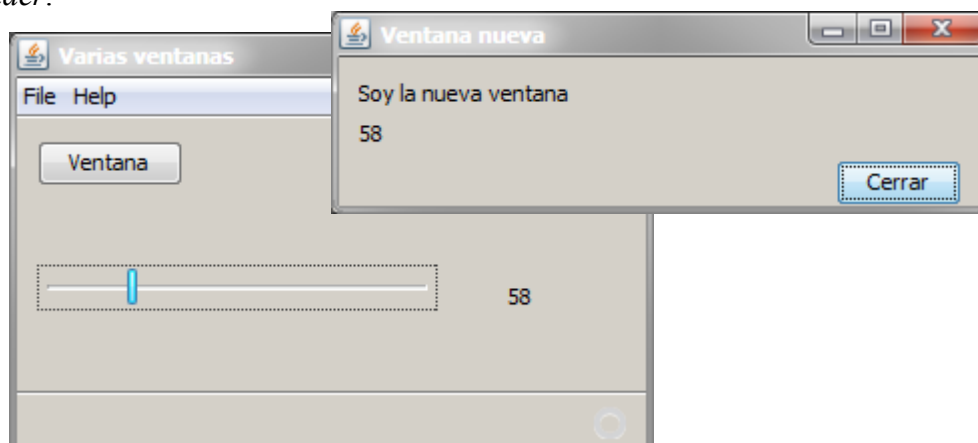 Varias ventanas
File Help
Ventana
58
Ventana nueva
Soy la nueva ventana
58
Cerrar